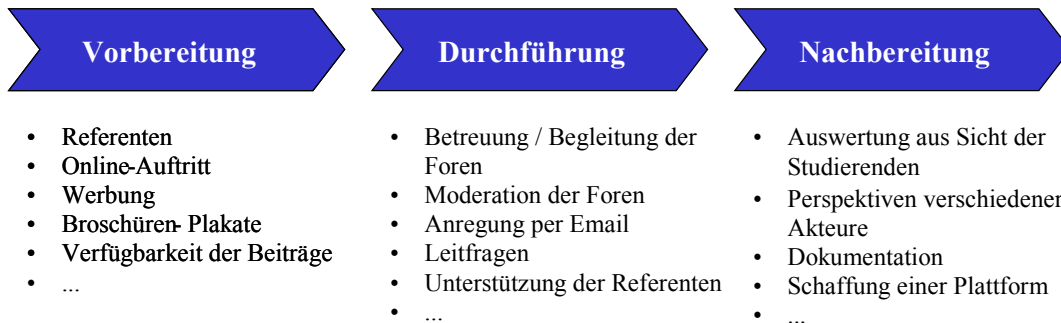 Vorbereitung
Durchführung
Nachbereitung
• Referenten
• Online-Auftritt
• Werbung
• Broschüren- Plakate
• Verfügbarkeit der Beiträge
• ...
• Betreuung / Begleitung der
Foren
• Moderation der Foren
• Anregung per Email
• Leitfragen
• Unterstützung der Referenten
• ...
• Auswertung aus Sicht der
Studierenden
• Perspektiven verschiedener
Akteure
• Dokumentation
• Schaffung einer Plattform
• ...